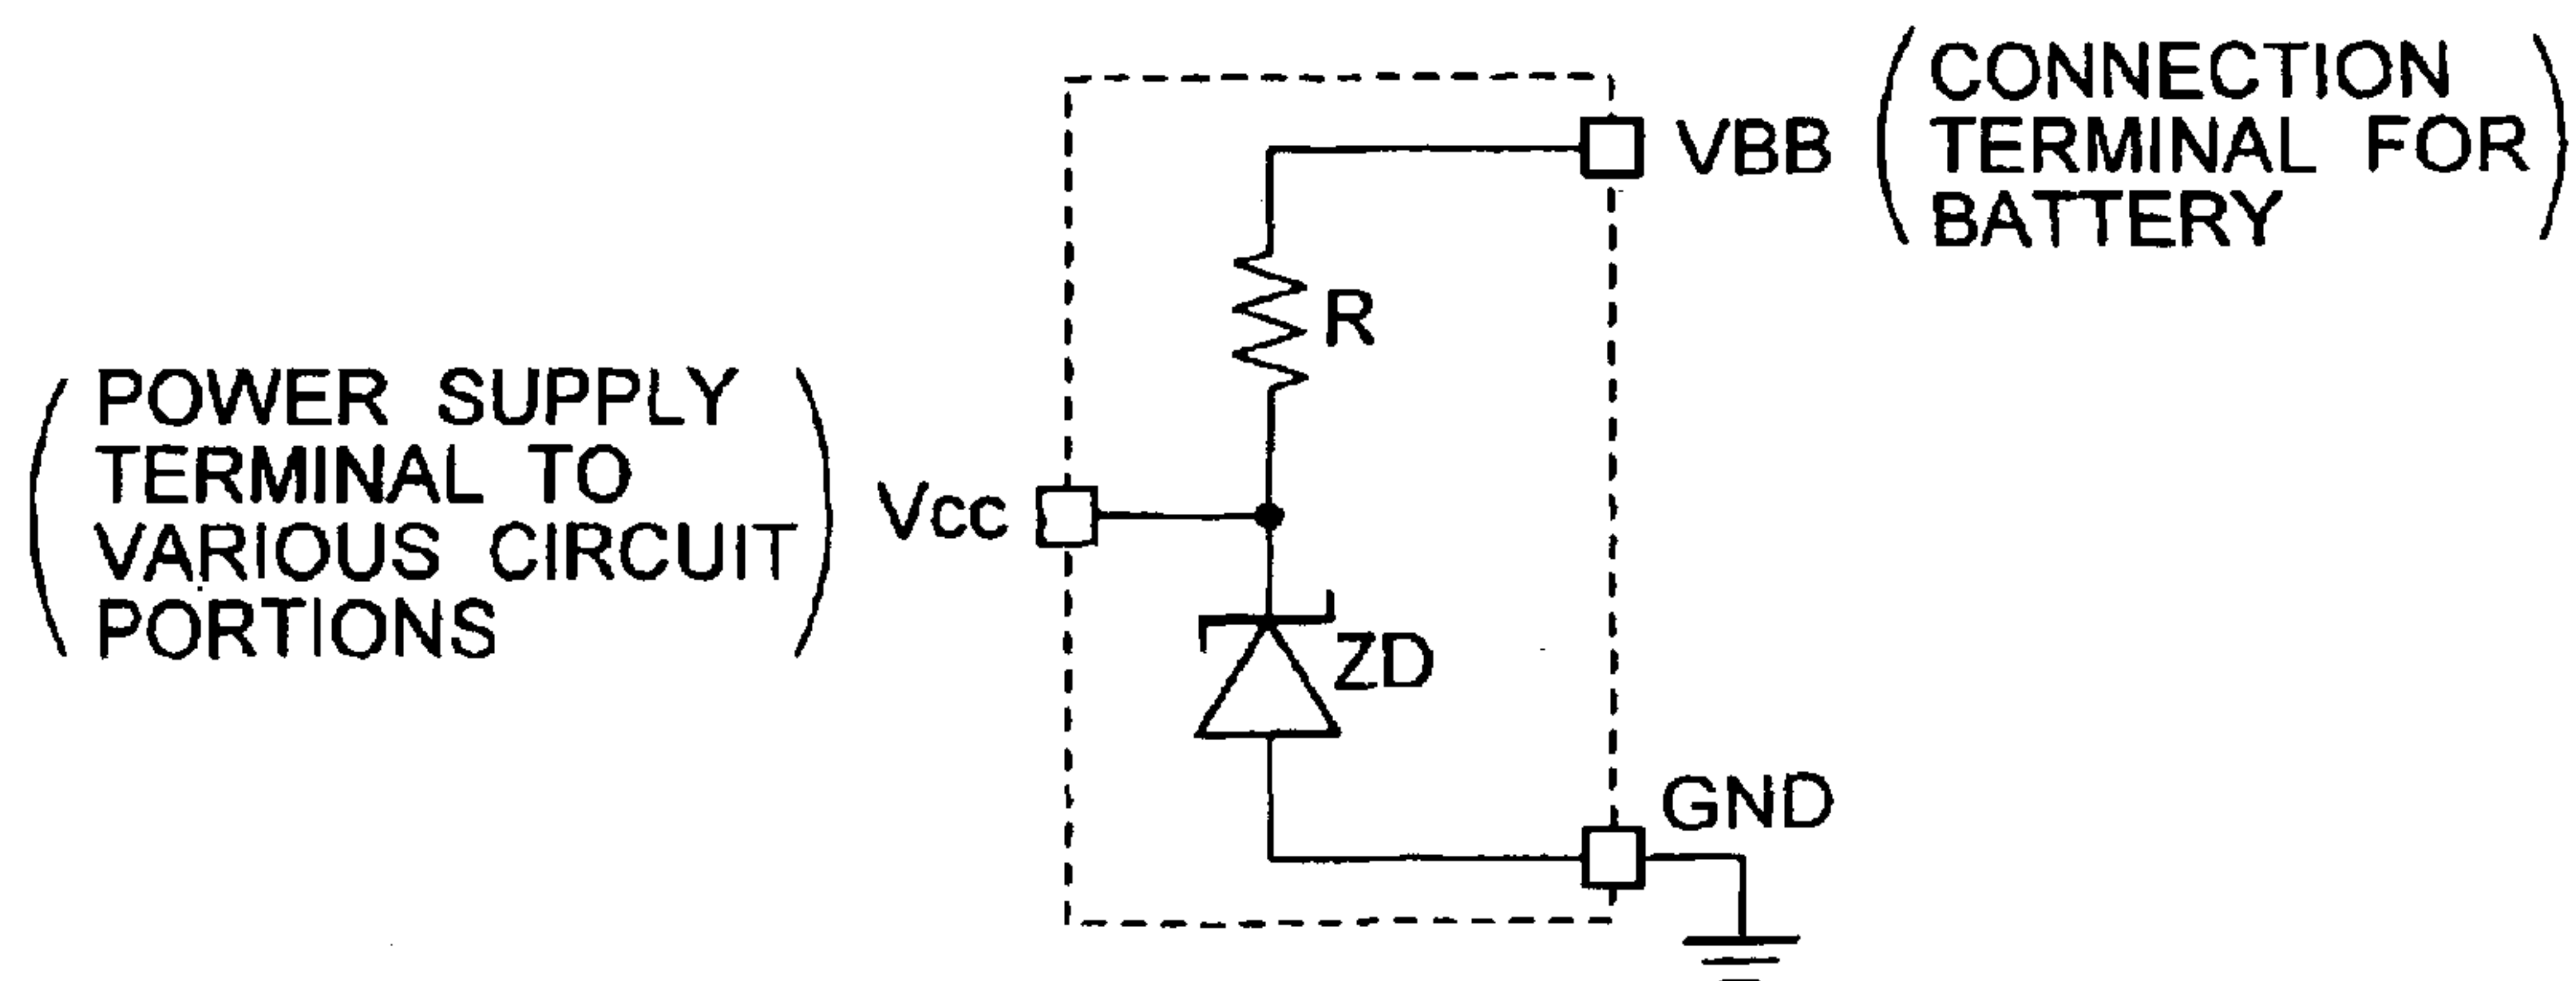 VBB
CONNECTION
TERMINAL FOR
BATTERY
R
POWER SUPPLY
TERMINAL TO
VARIOUS CIRCUIT
PORTIONS
Vcc
ZD
GND